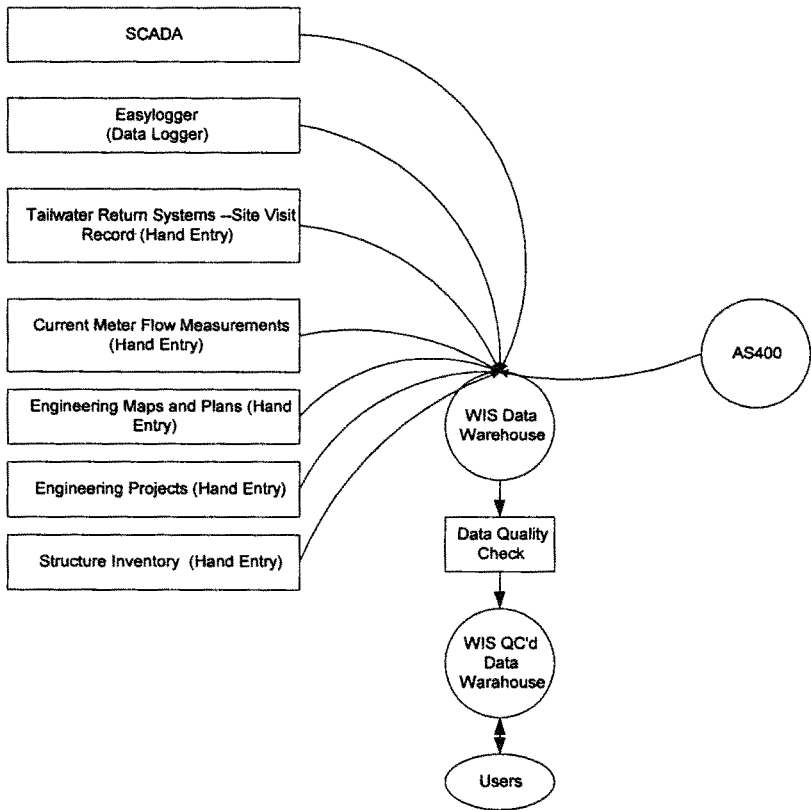 SCADA
Easylogger
(Data Logger)
Tailwater Return Systems --Site Visit
Record (Hand Entry)
Current Meter Flow Measurements
(Hand Entry)
Engineering Maps and Plans (Hand
Entry)
Engineering Projects (Hand Entry)
Structure Inventory (Hand Entry)
AS400
WIS Data
Warehouse
Data Quality
Check
WIS QC'd
Data
Warahouse
Users